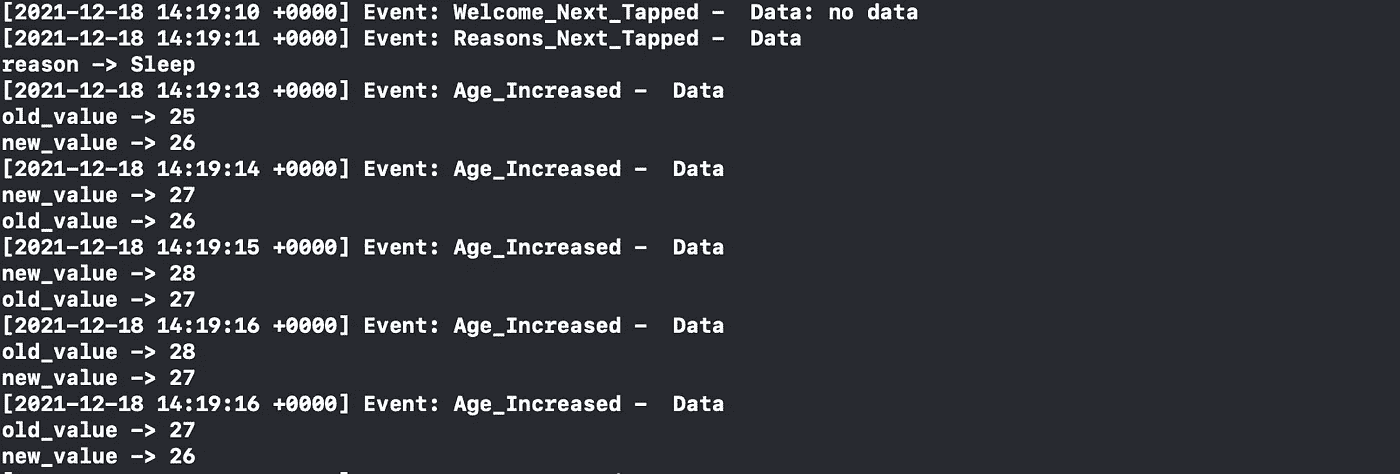 [2021-12-18 14:19:10 +0000] Event: Welcome_Next_Tapped -  Data: no data
[2021-12-18 14:19:11 +0000] Event: Reasons_Next_Tapped -  Data
reason -> Sleep
[2021-12-18 14:19:13 +0000] Event: Age_Increased -  Data
old_value -> 25
new_value -> 26
[2021-12-18 14:19:14 +0000] Event: Age_Increased -  Data
new_value -> 27
old_value -> 26
[2021-12-18 14:19:15 +0000] Event: Age_Increased -  Data
new_value -> 28
old_value -> 27
[2021-12-18 14:19:16 +0000] Event: Age_Increased -  Data
old_value -> 28
new_value -> 27
[2021-12-18 14:19:16 +0000] Event: Age_Increased -  Data
old_value -> 27
new_value -> 26